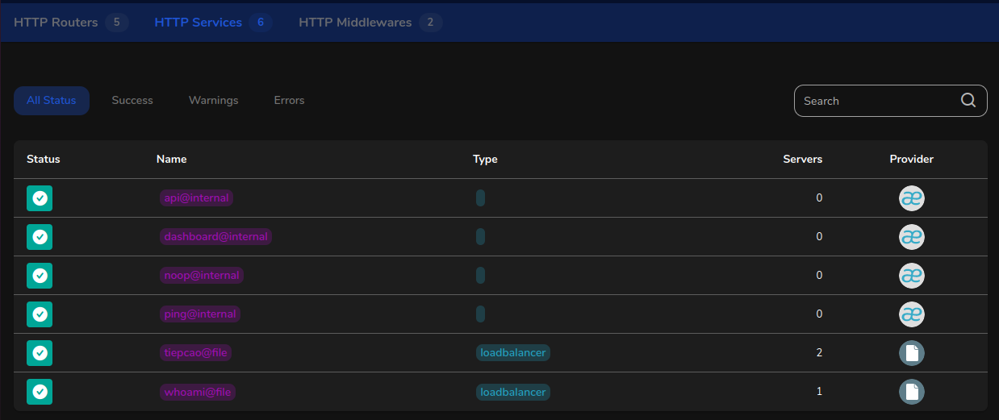 HTTP Routers 5 HTTP Services 6 HTTP Middlewares 2
All Status Success Warnings Errors Search
Status Name Type Servers Provider
api@internal 0
dashboard@internal 0
noop@internal 0
ping@internal 0
tiepcao@file loadbalancer 2
whoami@file loadbalancer 1